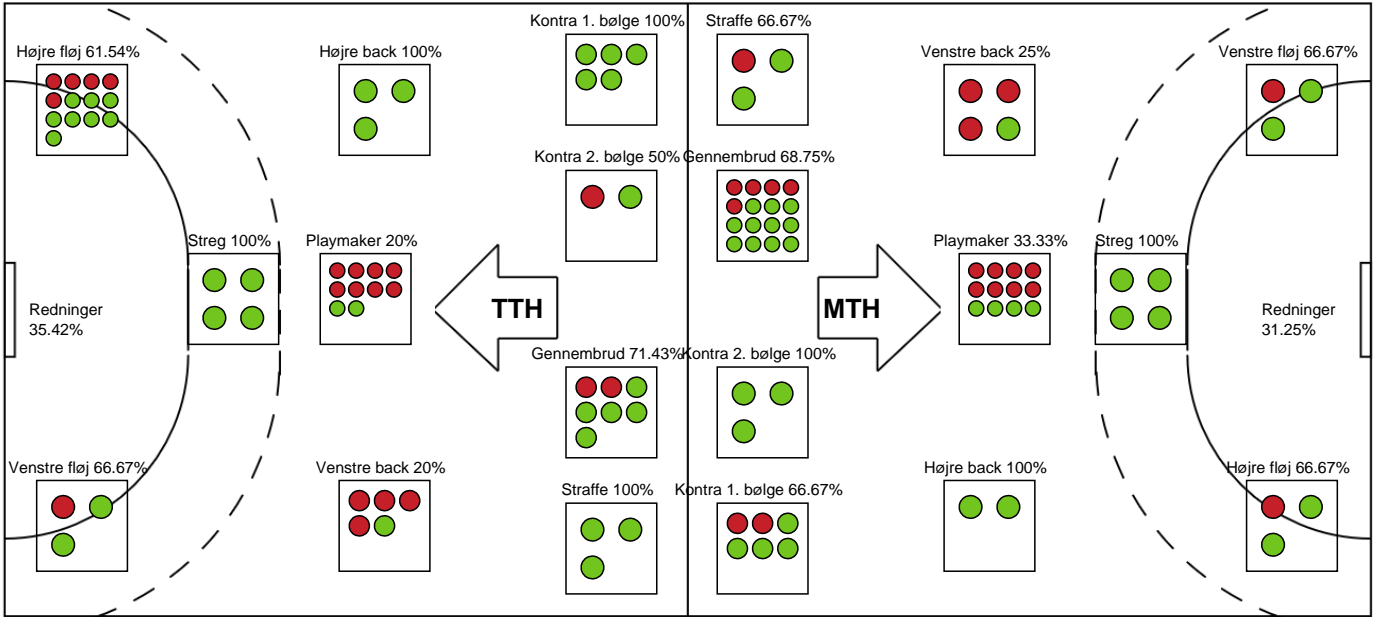 Kontra 1. bølge 100%
Straffe 66.67%
Højre fløj 61.54%
Højre back 100%
Venstre back 25%
Venstre fløj 66.67%
Kontra 2. bølge 50%
Gennembrud 68.75%
Streg 100%
Playmaker 20%
Playmaker 33.33%
Streg 100%
Redninger
35.42%
TTH
MTH
Redninger
31.25%
Gennembrud 71.43%
Kontra 2. bølge 100%
Venstre fløj 66.67%
Venstre back 20%
Højre back 100%
Højre fløj 66.67%
Straffe 100%
Kontra 1. bølge 66.67%